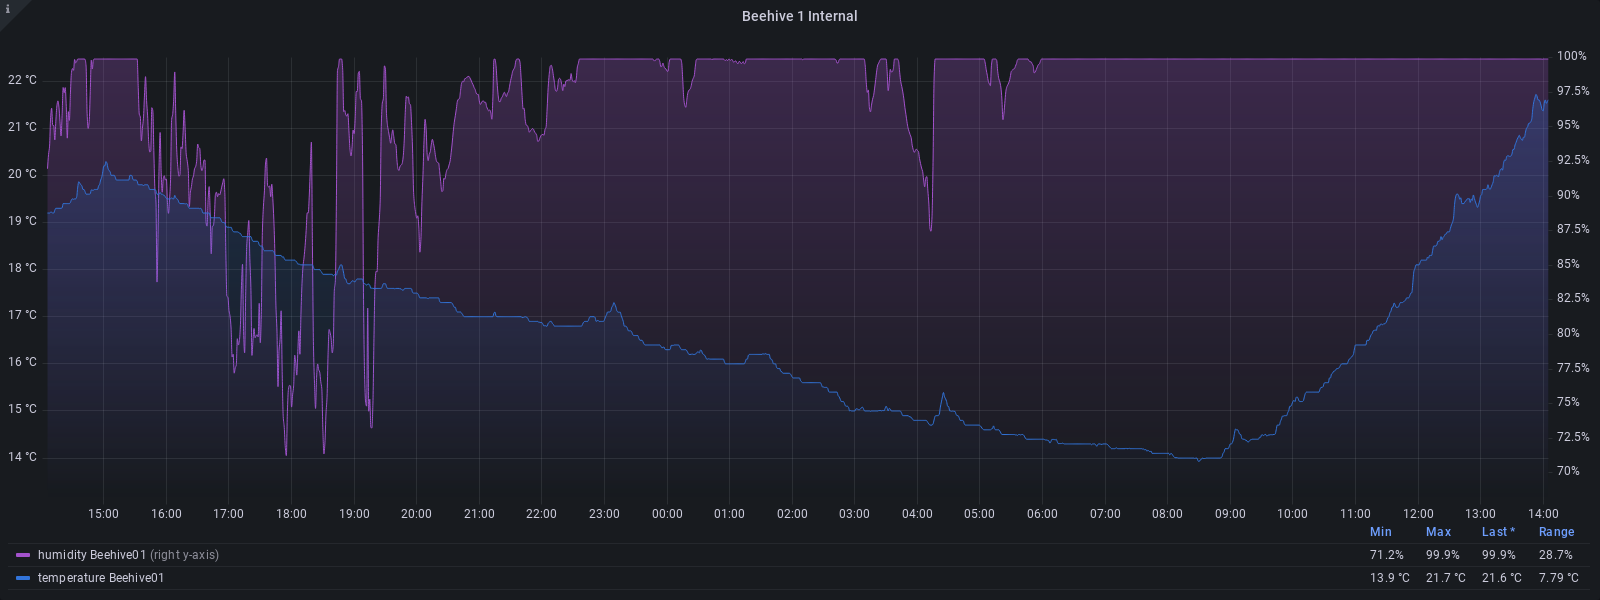 i
Beehive 1 Internal
100%
22 °C
97.5%
21 °C
95%
20 °C
92.5%
90%
19 °C
87.5%
18 °C
85%
82.5%
17 °C
80%
16 °C
77.5%
15 °C
75%
72.5%
14 °C
70%
15:00 16:00 17:00 18:00 19:00 20:00 21:00 22:00 23:00 00:00 01:00 02:00 03:00 04:00 05:00 06:00 07:00 08:00 09:00 10:00 11:00 12:00 13:00 14:00
Min Max Last * Range
humidity Beehive01 (right y-axis) 71.2% 99.9% 99.9% 28.7%
temperature Beehive01 13.9 °C 21.7 °C 21.6 °C 7.79 °C